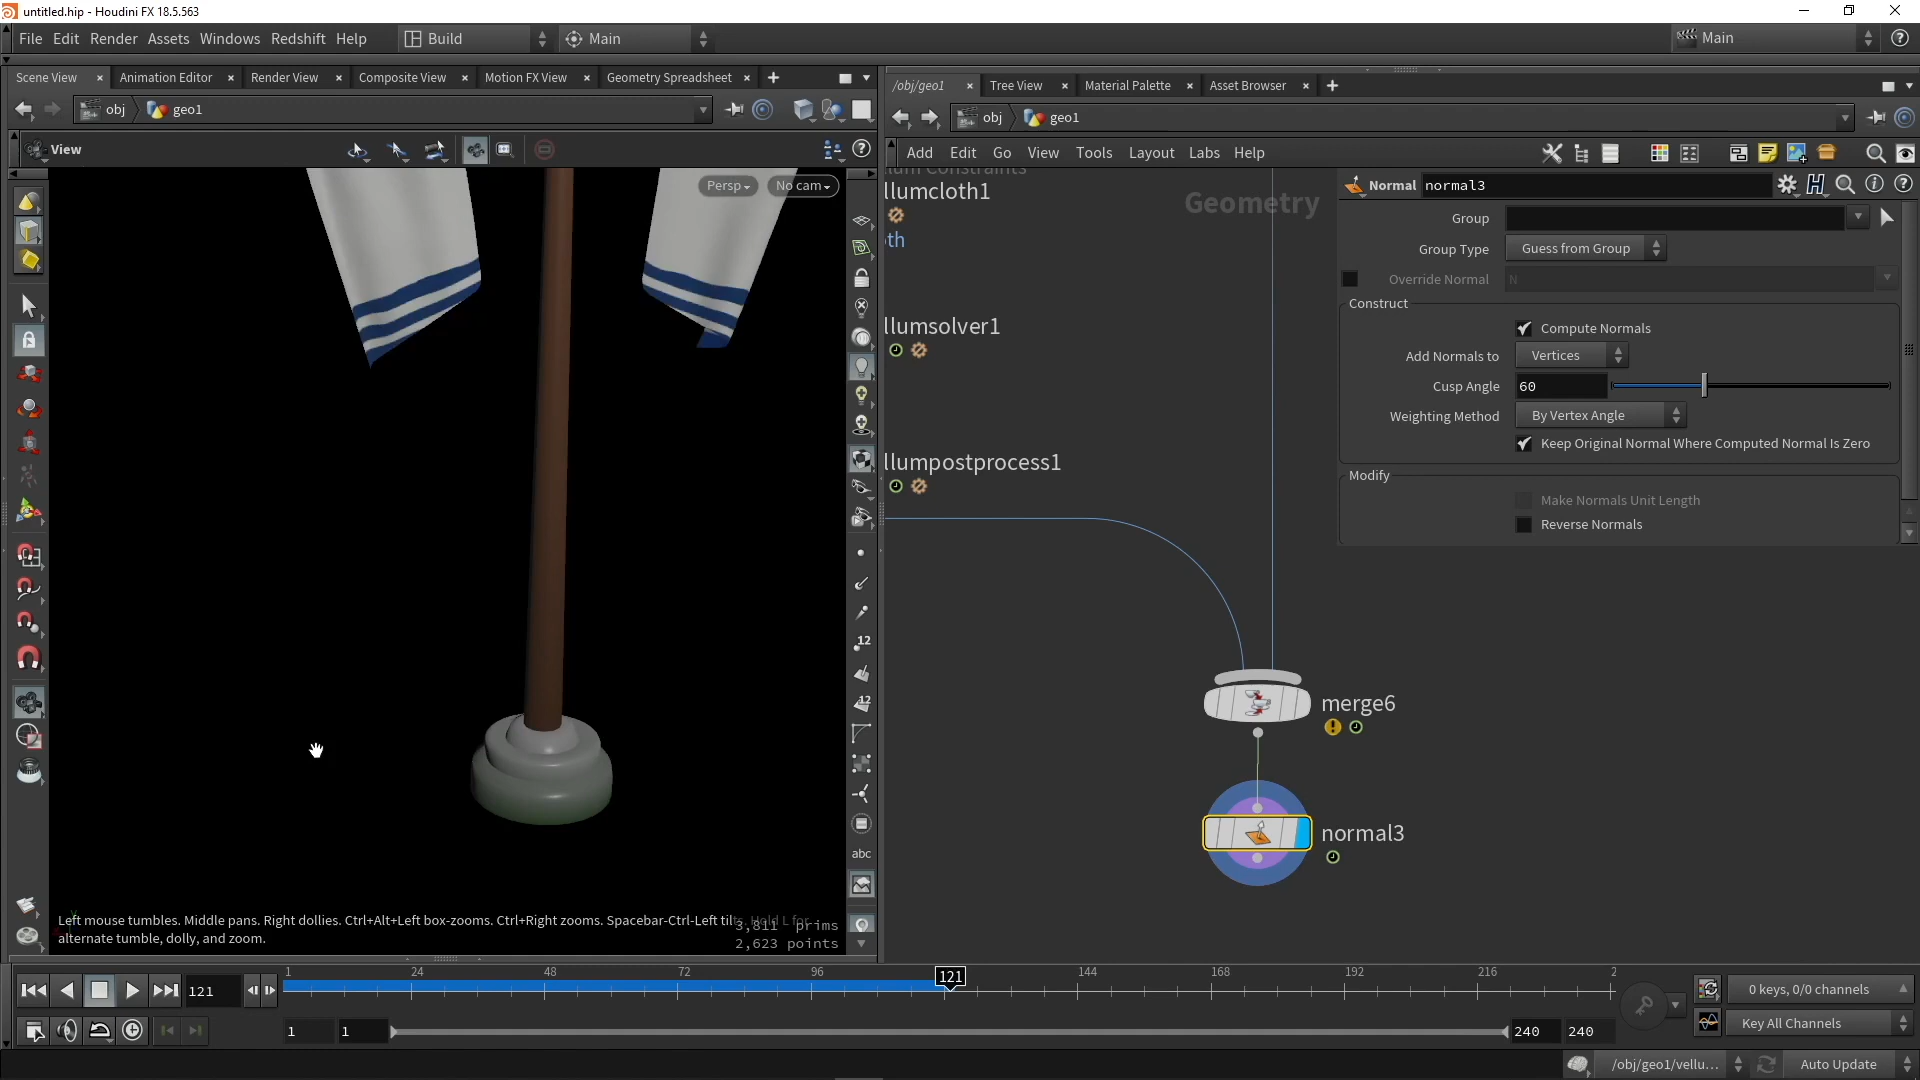 untitled.hip - Houdini FX 18.5.563
File Edit Render Assets Windows Redshift Help
Build
Main
Main
Scene View
Animation Editor
Render View
Composite View
Motion FX View
Geometry Spreadsheet
/obj/geo1
Tree View
Material Palette
Asset Browser
obj
geo1
obj
geo1
View
Add Edit Go View Tools Layout Labs Help
Persp
No cam
llum Constraints
llumcloth1
oth
llumsolver1
llumpostprocess1
Geometry
merge6
normal3
Normal normal3
Group
Group Type Guess from Group
Override Normal N
Construct
Compute Normals
Add Normals to Vertices
Cusp Angle 60
Weighting Method By Vertex Angle
Keep Original Normal Where Computed Normal Is Zero
Modify
Make Normals Unit Length
Reverse Normals
12
12
abc
Left mouse tumbles. Middle pans. Right dollies. Ctrl+Alt+Left box-zooms. Ctrl+Right zooms. Spacebar-Ctrl-Left tilts. Hold L for
alternate tumble, dolly, and zoom.
3,811 prims
2,623 points
121
1 24 48 72 96 121 144 168 192 216 2
0 keys, 0/0 channels
1 1 240 240
Key All Channels
/obj/geo1/vellu...
Auto Update